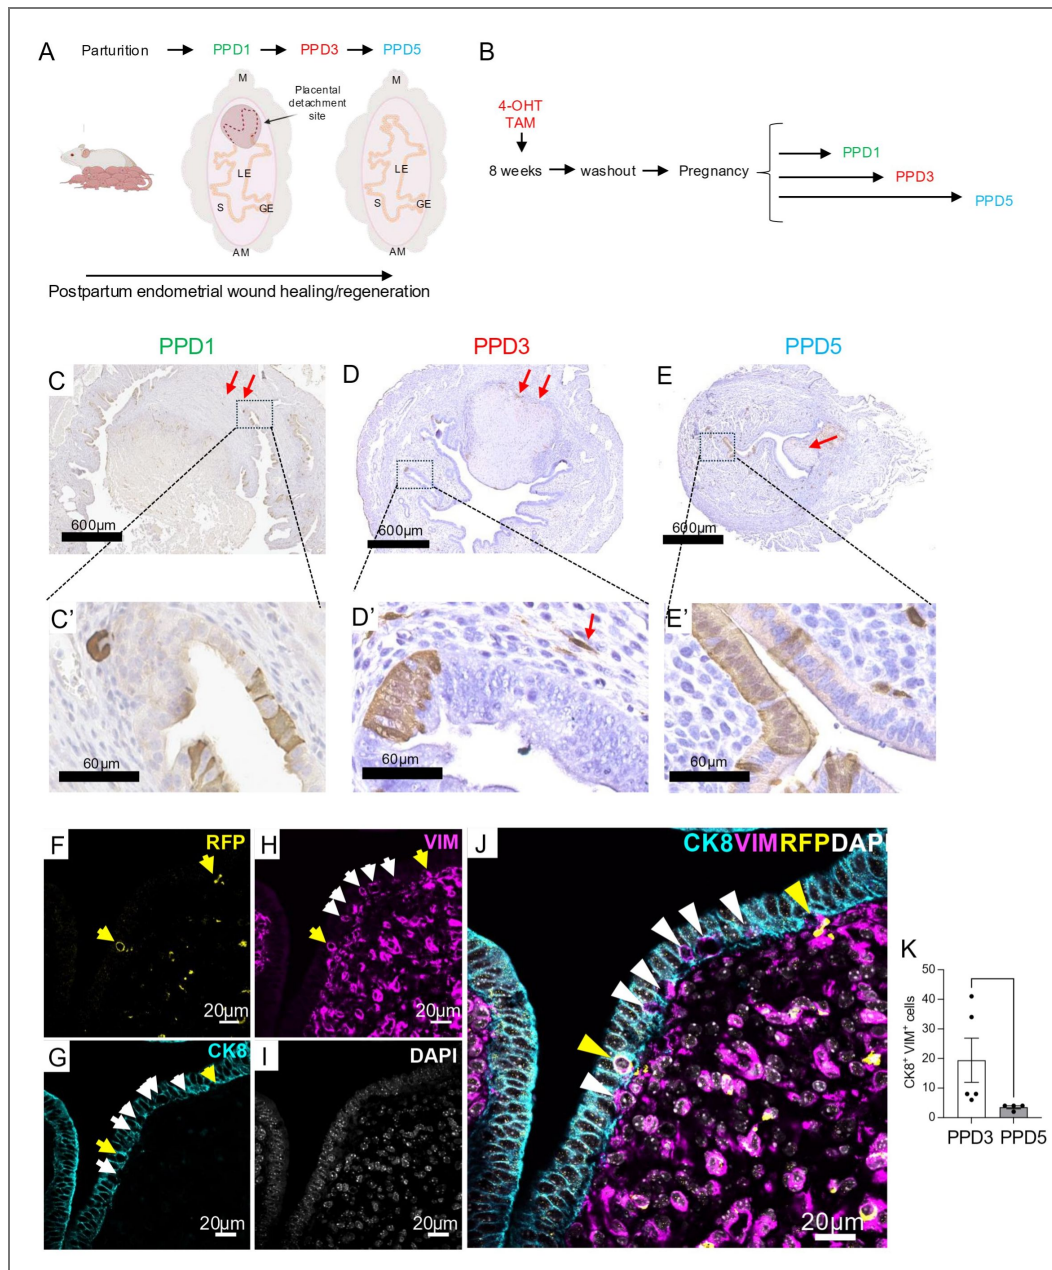 A
Parturition
PPD1
PPD3
PPD5
M
Placental
detachment
site
LE
S
GE
AM
M
LE
S
GE
AM
Postpartum endometrial wound healing/regeneration
B
4-OHT
TAM
8 weeks
washout
Pregnancy
PPD1
PPD3
PPD5
PPD1
PPD3
PPD5
C
600µm
D
600µm
E
600µm
C'
60µm
D'
60µm
E'
60µm
F
RFP
20µm
H
VIM
20µm
G
CK8
20µm
I
DAPI
20µm
J
CK8VIMRFPDAPI
20µm
K
CK8+ VIM+ cells
50
40
30
20
10
0
PPD3
PPD5